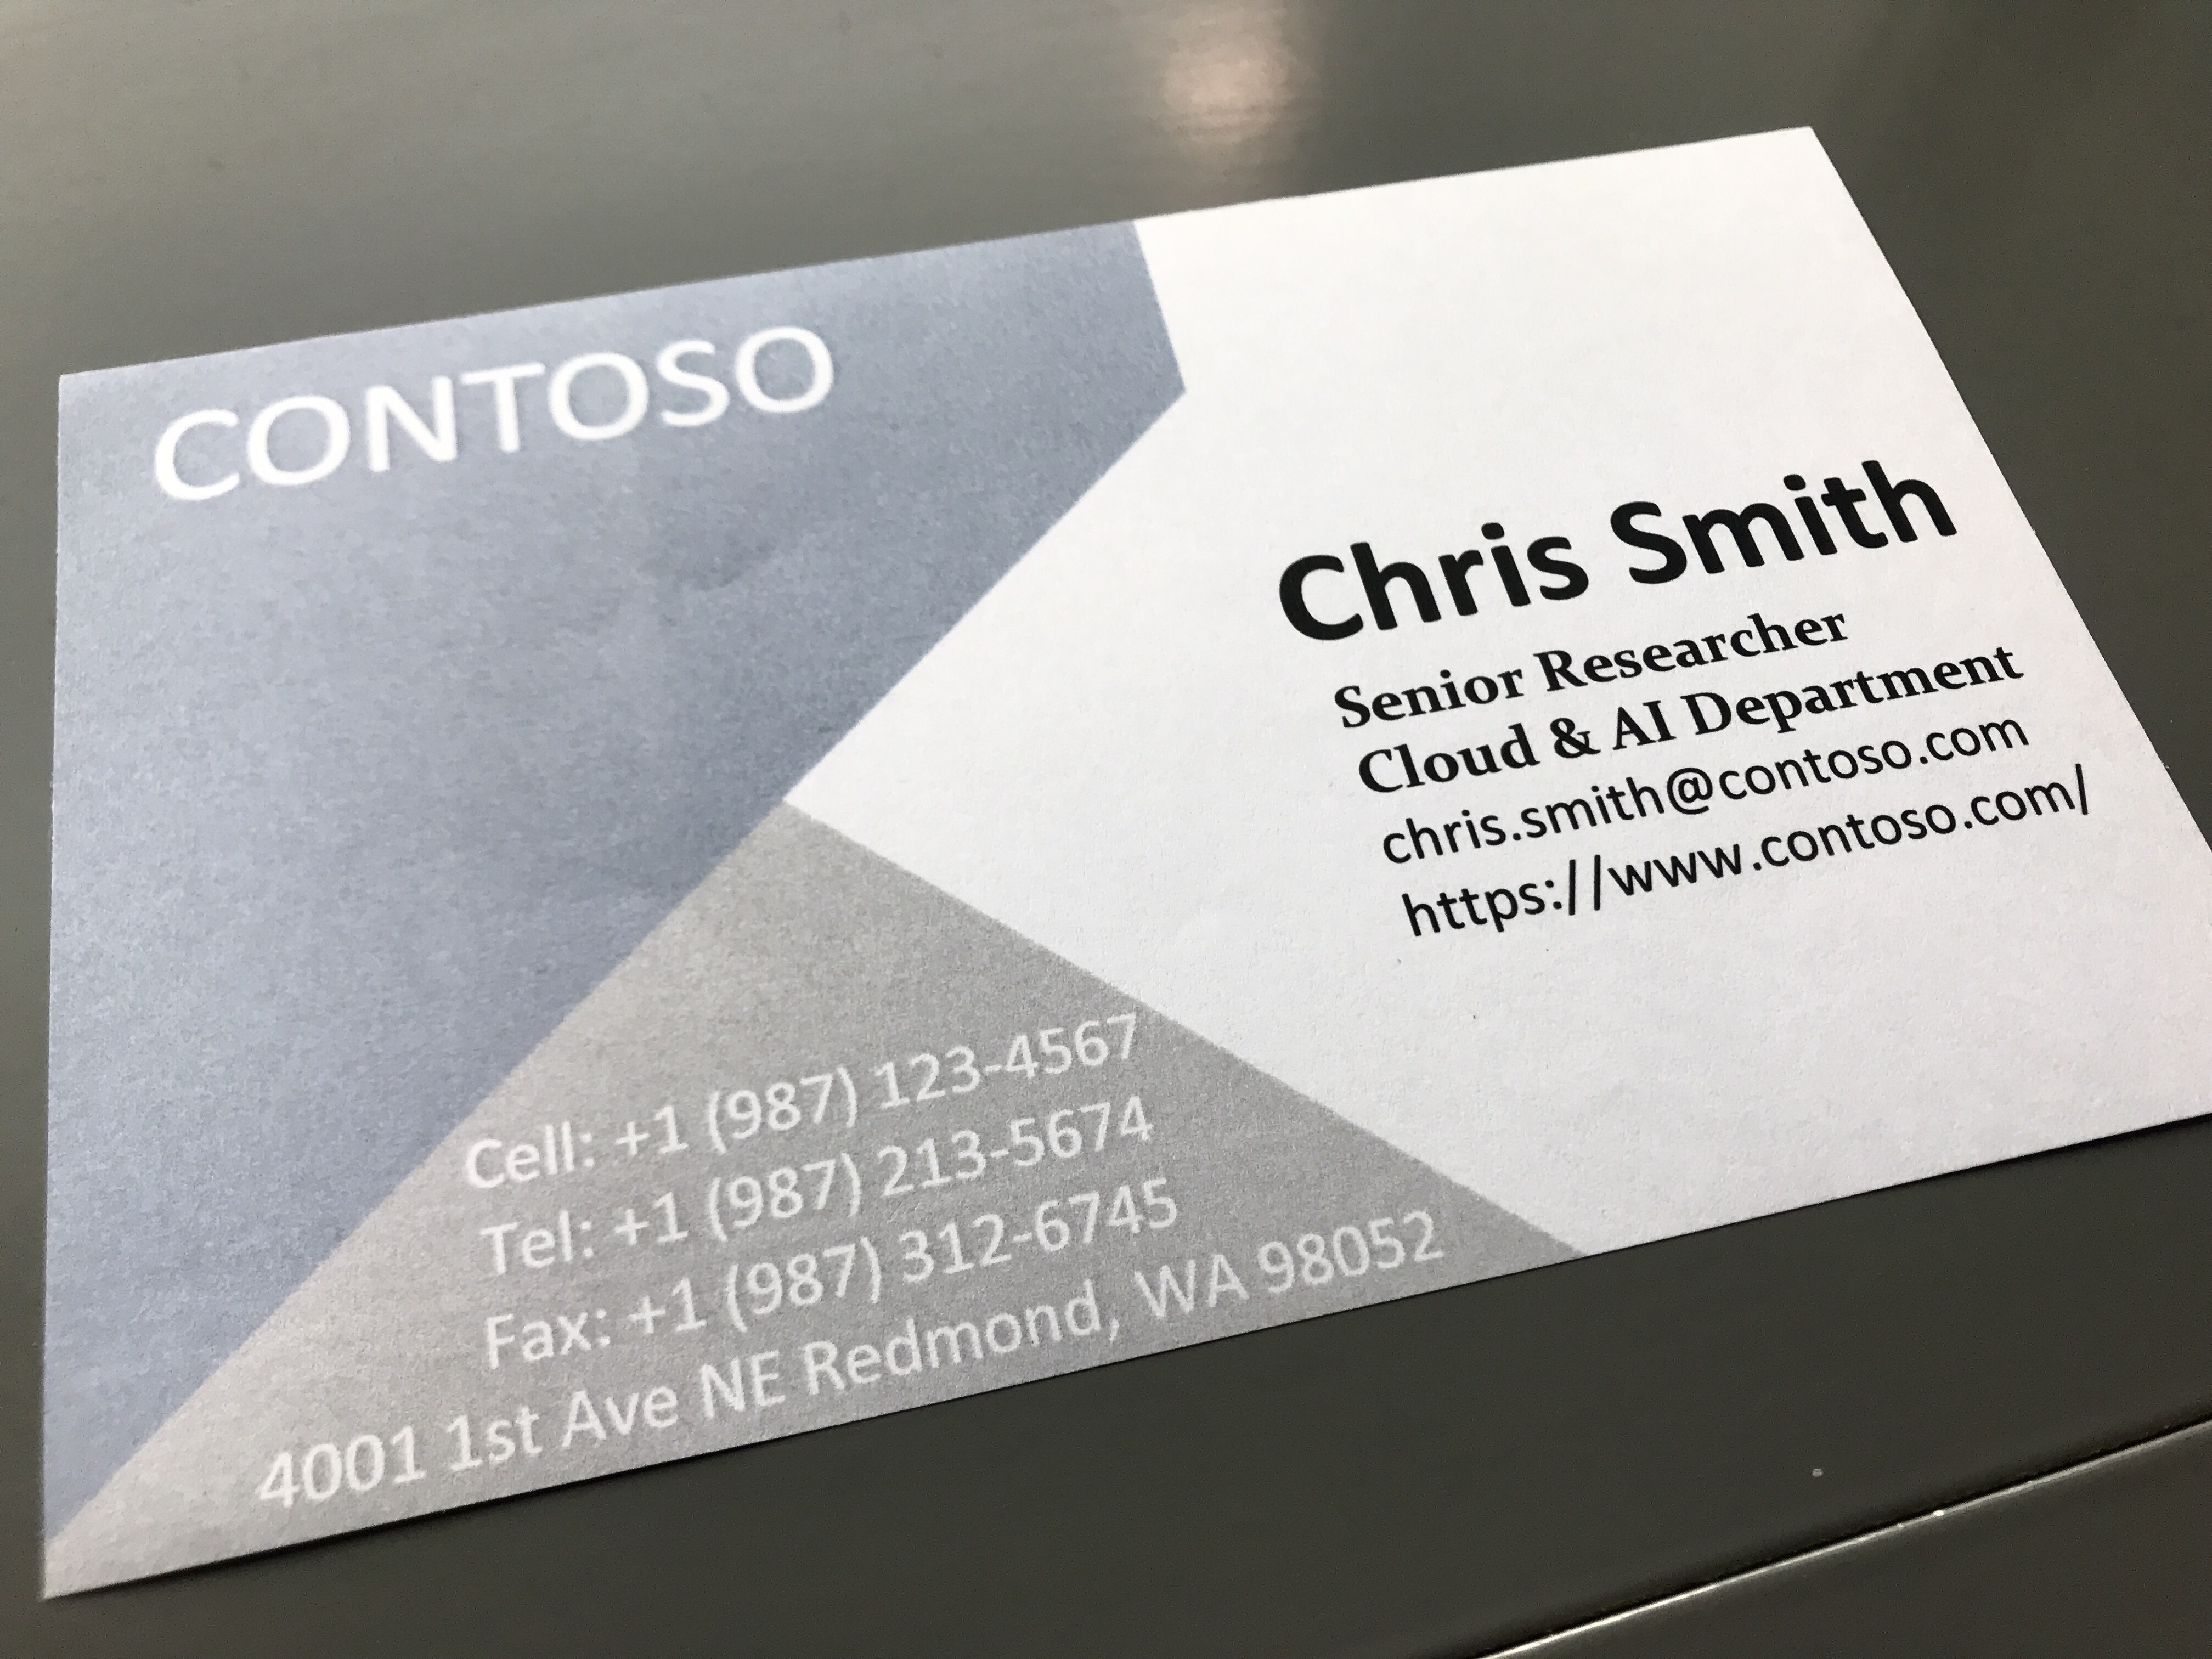 CONTOSO
Chris Smith
Senior Researcher
Cloud & AI Department
chris.smith@contoso.com
https://www.contoso.com/
Cell: +1 (987) 123-4567
Tel: +1 (987) 213-5674
Fax: +1 (987) 312-6745
4001 1st Ave NE Redmond, WA 98052